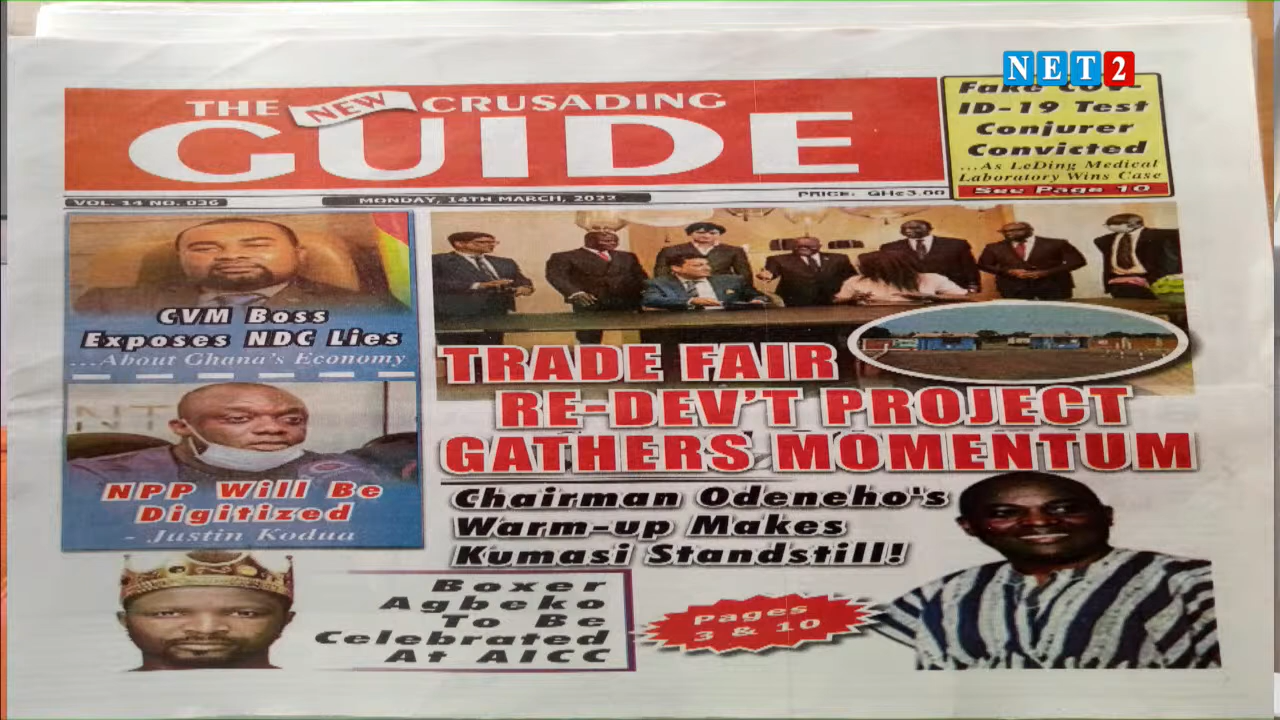 NET2
THE NEW CRUSADING
GUIDE
Fake COV-
ID-19 Test
Conjurer
Convicted
...As LeDing Medical
Laboratory Wins Case
See Page 10
VOL. 14 NO. 036
MONDAY, 14TH MARCH, 2022
PRICE: GH¢3.00
CVM Boss
Exposes NDC Lies
...About Ghana's Economy
NPP Will Be
Digitized
- Justin Kodua
TRADE FAIR
RE-DEV'T PROJECT
GATHERS MOMENTUM
Chairman Odeneho's
Warm-up Makes
Kumasi Standstill!
Boxer
Agbeko
To Be
Celebrated
At AICC
Pages
3 & 10